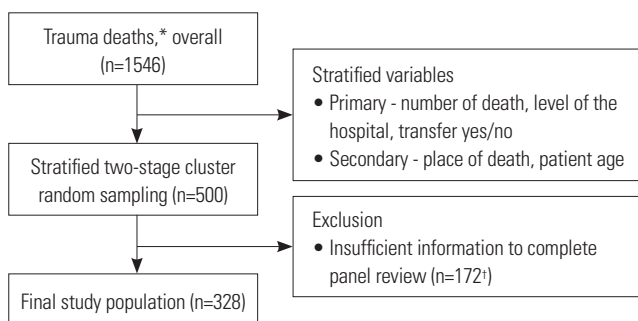 Trauma deaths,* overall
(n=1546)
Stratified variables
• Primary - number of death, level of the
hospital, transfer yes/no
• Secondary - place of death, patient age
Stratified two-stage cluster
random sampling (n=500)
Exclusion
• Insufficient information to complete
panel review (n=172†)
Final study population (n=328)